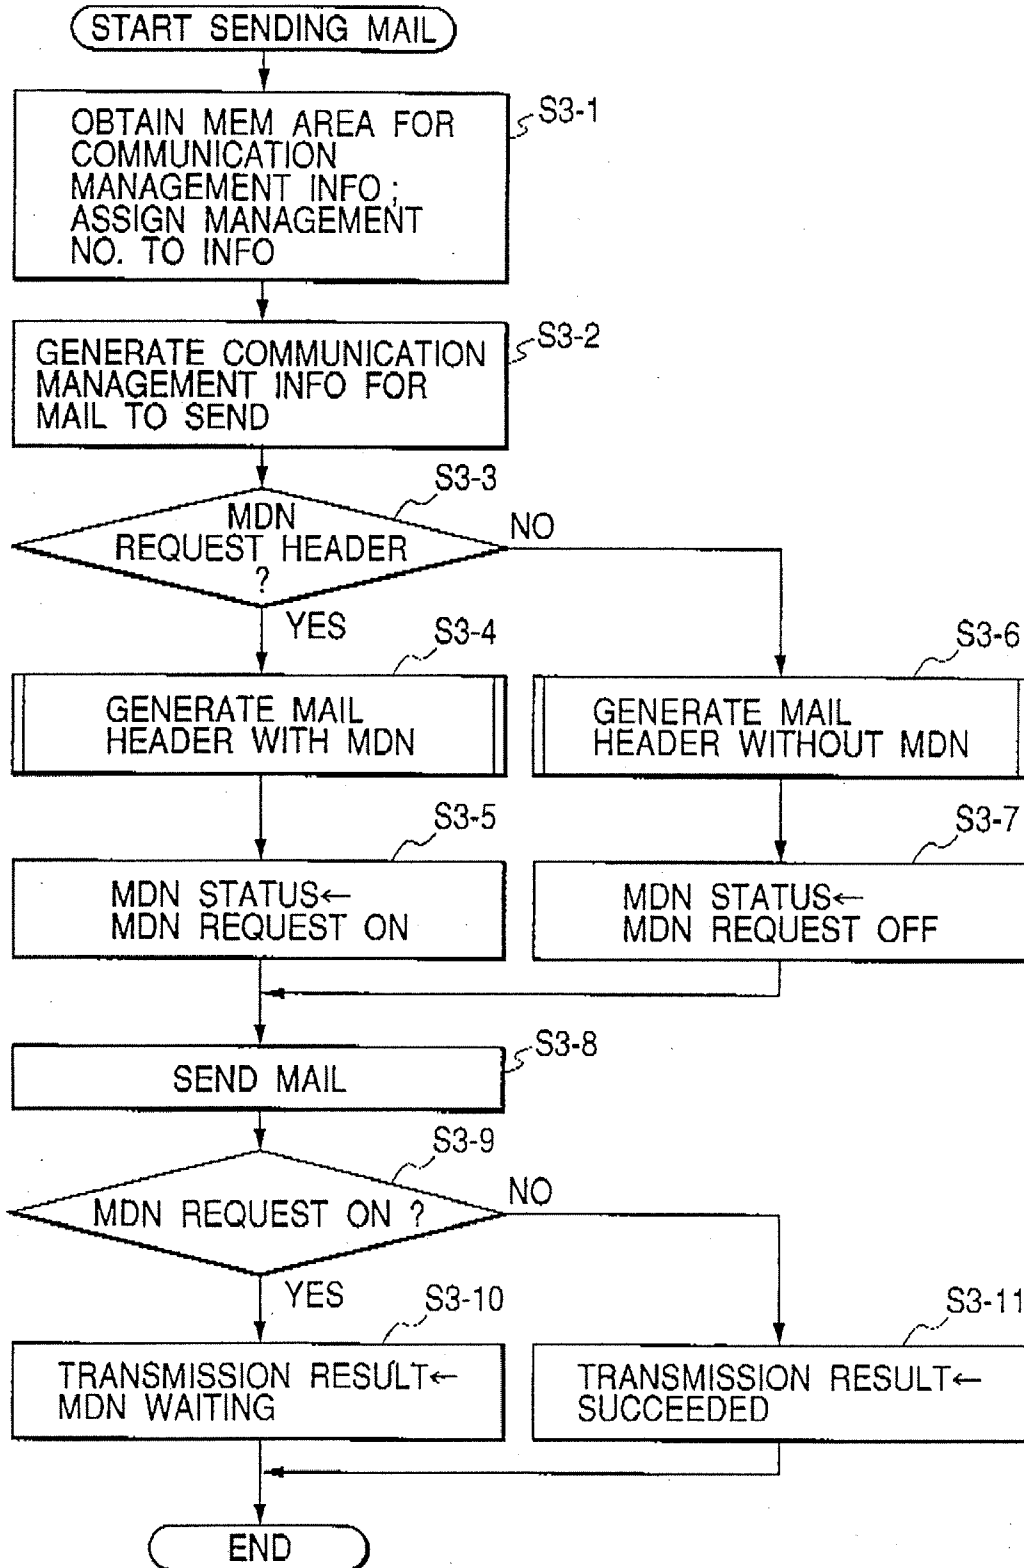 START SENDING MAIL
S3-1
OBTAIN MEM AREA FOR
COMMUNICATION
MANAGEMENT INFO ;
ASSIGN MANAGEMENT
NO. TO INFO
S3-2
GENERATE COMMUNICATION
MANAGEMENT INFO FOR
MAIL TO SEND
S3-3
MDN
REQUEST HEADER
?
NO
YES
S3-4
GENERATE MAIL
HEADER WITH MDN
S3-6
GENERATE MAIL
HEADER WITHOUT MDN
S3-5
MDN STATUS←
MDN REQUEST ON
S3-7
MDN STATUS←
MDN REQUEST OFF
S3-8
SEND MAIL
S3-9
MDN REQUEST ON ?
NO
YES
S3-10
TRANSMISSION RESULT←
MDN WAITING
S3-11
TRANSMISSION RESULT←
SUCCEEDED
END